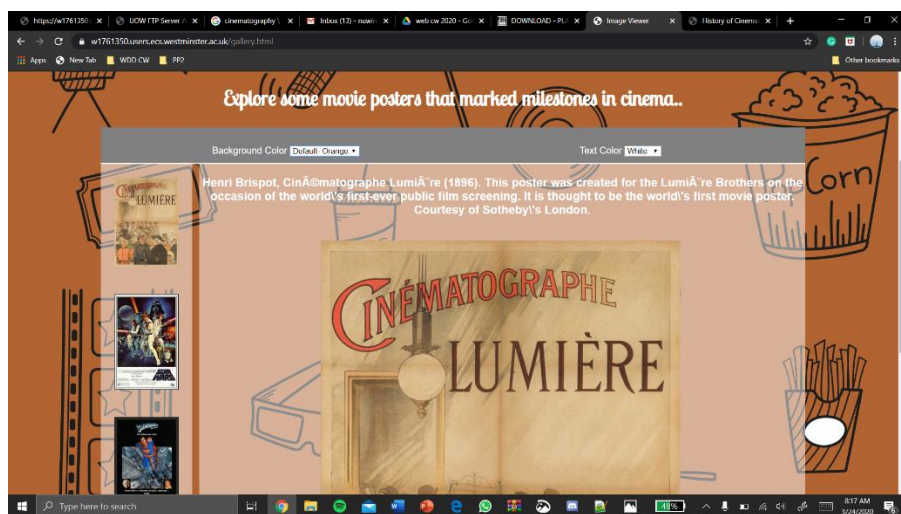 https://w1761350.
UOW FTP Server /
cinematography \
Inbox (13) - nuwin
web cw 2020 - Go
DOWNLOAD - PL/
Image Viewer
History of Cinema
w1761350.users.ecs.westminster.ac.uk/gallery.html
Apps
New Tab
WDD CW
PP2
Other bookmarks
Explore some movie posters that marked milestones in cinema..
Background Color Default- Orange
Text Color White
Henri Brispot, CinÃ©matographe LumiÃ¨re (1896). This poster was created for the LumiÃ¨re Brothers on the
occasion of the world\'s first-ever public film screening. It is thought to be the world\'s first movie poster.
Courtesy of Sotheby\'s London.
LUMIÈRE
CINÉMATOGRAPHE
LUMIÈRE
STAR
WARS
Corn
Type here to search
48%
8:17 AM
3/24/2020